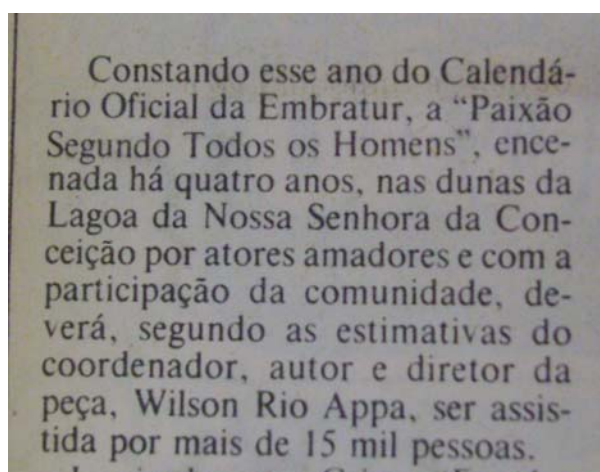 Constando esse ano do Calendá-
rio Oficial da Embratur, a “Paixão
Segundo Todos os Homens”, ence-
nada há quatro anos, nas dunas da
Lagoa da Nossa Senhora da Con-
ceição por atores amadores e com a
participação da comunidade, de-
verá, segundo as estimativas do
coordenador, autor e diretor da
peça, Wilson Rio Appa, ser assis-
tida por mais de 15 mil pessoas.